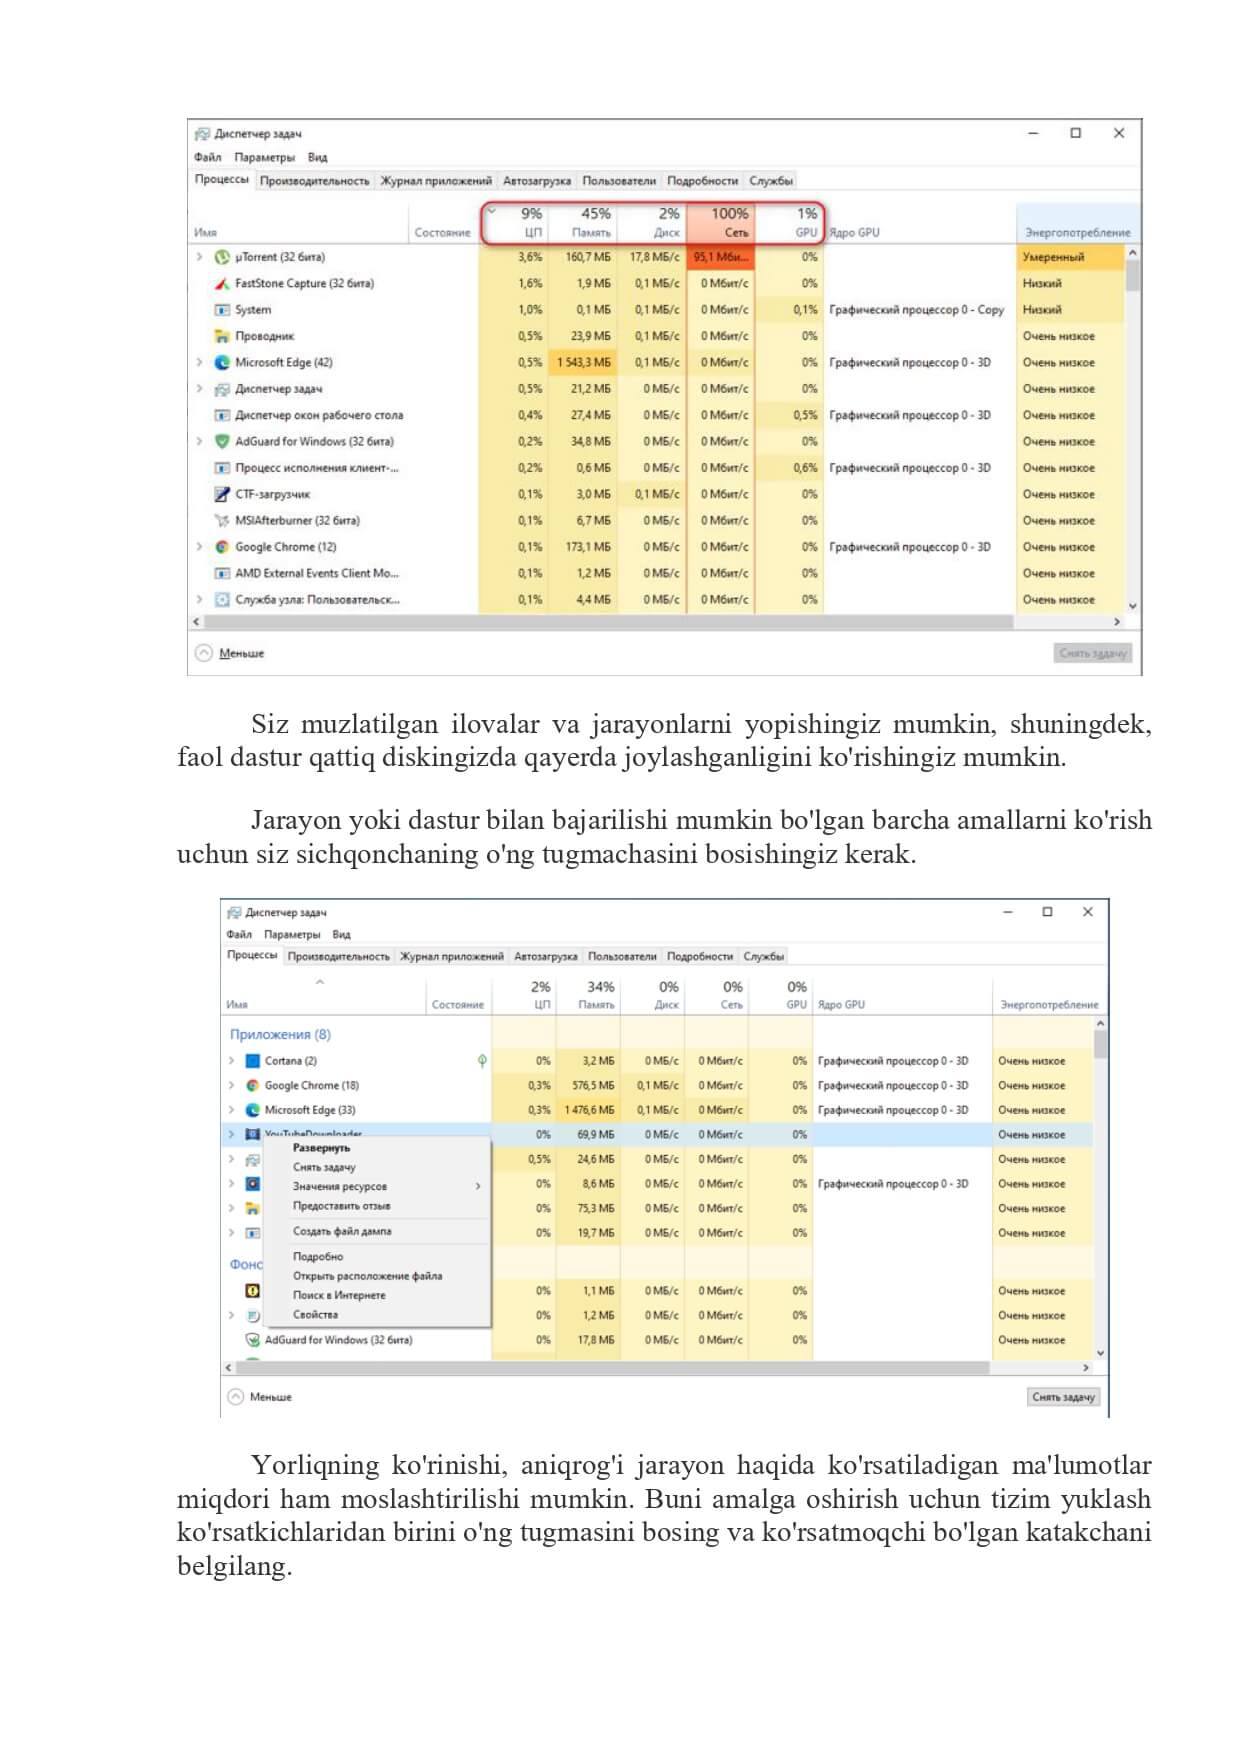 Диспетчер задач
Файл Параметры Вид
Процессы Производительность Журнал приложений Автозагрузка Пользователи Подробности Службы
9% 45% 2% 100% 1%
Имя Состояние ЦП Память Диск Сеть GPU Ядро GPU Энергопотребление
µTorrent (32 бита) 3,6% 160,7 МБ 17,8 МБ/с 95,1 Мби... 0% Умеренный
FastStone Capture (32 бита) 1,6% 1,9 МБ 0,1 МБ/с 0 Мбит/с 0% Низкий
System 1,0% 0,1 МБ 0,1 МБ/с 0 Мбит/с 0,1% Графический процессор 0 - Copy Низкий
Проводник 0,5% 23,9 МБ 0,1 МБ/с 0 Мбит/с 0% Очень низкое
Microsoft Edge (42) 0,5% 1 543,3 МБ 0,1 МБ/с 0 Мбит/с 0% Графический процессор 0 - 3D Очень низкое
Диспетчер задач 0,5% 21,2 МБ 0 МБ/с 0 Мбит/с 0% Очень низкое
Диспетчер окон рабочего стола 0,4% 27,4 МБ 0 МБ/с 0 Мбит/с 0,5% Графический процессор 0 - 3D Очень низкое
AdGuard for Windows (32 бита) 0,2% 34,8 МБ 0 МБ/с 0 Мбит/с 0% Очень низкое
Процесс исполнения клиент-... 0,2% 0,6 МБ 0 МБ/с 0 Мбит/с 0,6% Графический процессор 0 - 3D Очень низкое
CTF-загрузчик 0,1% 3,0 МБ 0,1 МБ/с 0 Мбит/с 0% Очень низкое
MSIAfterburner (32 бита) 0,1% 6,7 МБ 0 МБ/с 0 Мбит/с 0% Очень низкое
Google Chrome (12) 0,1% 173,1 МБ 0 МБ/с 0 Мбит/с 0% Графический процессор 0 - 3D Очень низкое
AMD External Events Client Mo... 0,1% 1,2 МБ 0 МБ/с 0 Мбит/с 0% Очень низкое
Служба узла: Пользовательск... 0,1% 4,4 МБ 0 МБ/с 0 Мбит/с 0% Очень низкое
Меньше Снять задачу
Siz muzlatilgan ilovalar va jarayonlarni yopishingiz mumkin, shuningdek,
faol dastur qattiq diskingizda qayerda joylashganligini ko'rishingiz mumkin.
Jarayon yoki dastur bilan bajarilishi mumkin bo'lgan barcha amallarni ko'rish
uchun siz sichqonchaning o'ng tugmachasini bosishingiz kerak.
Диспетчер задач
Файл Параметры Вид
Процессы Производительность Журнал приложений Автозагрузка Пользователи Подробности Службы
2% 34% 0% 0% 0%
Имя Состояние ЦП Память Диск Сеть GPU Ядро GPU Энергопотребление
Приложения (8)
Cortana (2) 0% 3,2 МБ 0 МБ/с 0 Мбит/с 0% Графический процессор 0 - 3D Очень низкое
Google Chrome (18) 0,3% 576,5 МБ 0,1 МБ/с 0 Мбит/с 0% Графический процессор 0 - 3D Очень низкое
Microsoft Edge (33) 0,3% 1 476,6 МБ 0,1 МБ/с 0 Мбит/с 0% Графический процессор 0 - 3D Очень низкое
YouTubeDownloader 0% 69,9 МБ 0 МБ/с 0 Мбит/с 0% Очень низкое
Развернуть
0,5% 24,6 МБ 0 МБ/с 0 Мбит/с 0% Очень низкое
Снять задачу
Значения ресурсов 0% 8,6 МБ 0 МБ/с 0 Мбит/с 0% Графический процессор 0 - 3D Очень низкое
Предоставить отзыв 0% 75,3 МБ 0 МБ/с 0 Мбит/с 0% Очень низкое
Создать файл дампа 0% 19,7 МБ 0 МБ/с 0 Мбит/с 0% Очень низкое
Подробно
Фонс
Открыть расположение файла
Поиск в Интернете 0% 1,1 МБ 0 МБ/с 0 Мбит/с 0% Очень низкое
Свойства 0% 1,2 МБ 0 МБ/с 0 Мбит/с 0% Очень низкое
AdGuard for Windows (32 бита) 0% 17,8 МБ 0 МБ/с 0 Мбит/с 0% Очень низкое
Меньше Снять задачу
Yorliqning ko'rinishi, aniqrog'i jarayon haqida ko'rsatiladigan ma'lumotlar
miqdori ham moslashtirilishi mumkin. Buni amalga oshirish uchun tizim yuklash
ko'rsatkichlaridan birini o'ng tugmasini bosing va ko'rsatmoqchi bo'lgan katakchani
belgilang.